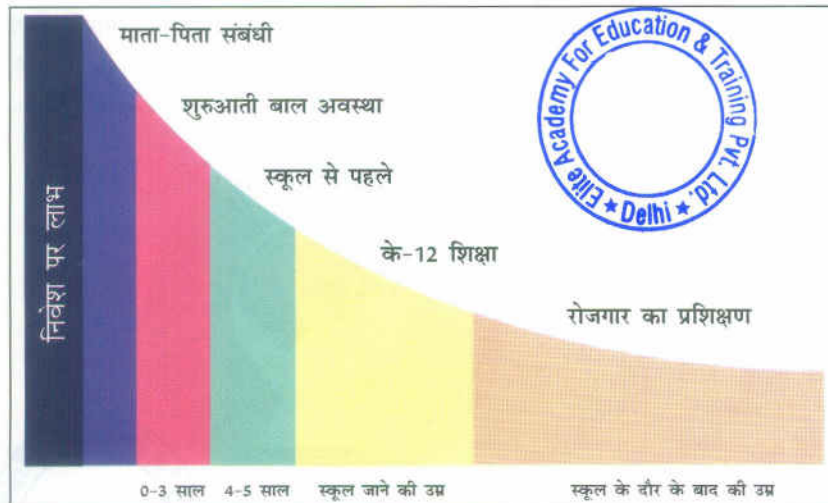 माता-पिता संबंधी
शुरुआती बाल अवस्था
स्कूल से पहले
के-12 शिक्षा
रोजगार का प्रशिक्षण
निवेश पर लाभ
0-3 साल 4-5 साल स्कूल जाने की उम्र स्कूल के दौर के बाद की उम्र
Elite Academy For Education & Training Pvt. Ltd.
★ Delhi ★